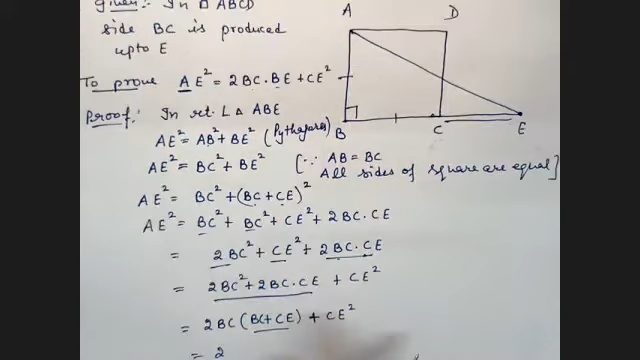 Given:- In □ ABCD
side BC is produced
upto E
To prove AE² = 2BC·BE + CE²
Proof: In rt. L △ ABE
AE² = AB² + BE² (Pythagoras)
AE² = BC² + BE² [∵ AB = BC
All sides of square are equal]
AE² = BC² + (BC + CE)²
AE² = BC² + BC² + CE² + 2BC·CE
= 2BC² + CE² + 2BC·CE
= 2BC² + 2BC·CE + CE²
= 2BC (BC + CE) + CE²
= 2
A D
B C E